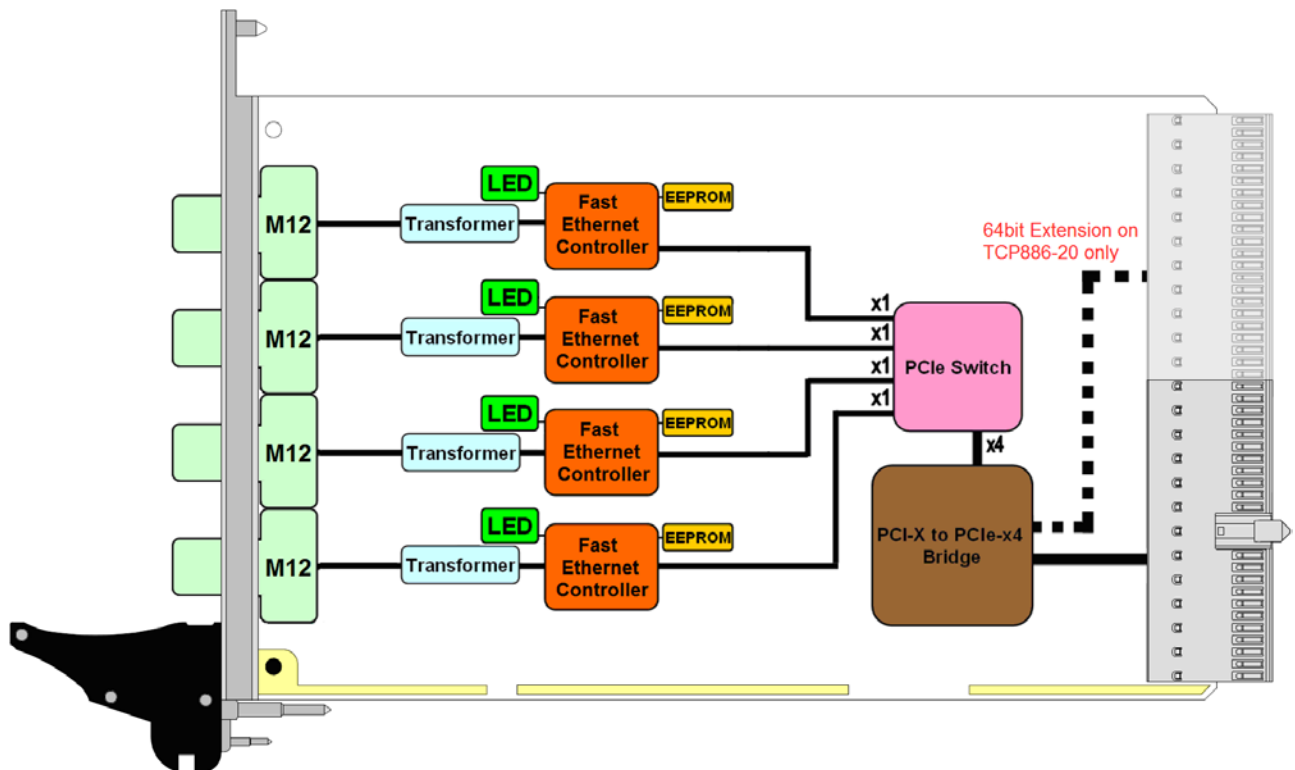 LED
EEPROM
M12
Transformer
Fast
Ethernet
Controller
64bit Extension on
TCP886-20 only
LED
EEPROM
M12
Transformer
Fast
Ethernet
Controller
x1
x1
x1
x1
PCIe Switch
LED
EEPROM
M12
Transformer
Fast
Ethernet
Controller
x4
LED
EEPROM
M12
Transformer
Fast
Ethernet
Controller
PCI-X to PCIe-x4
Bridge